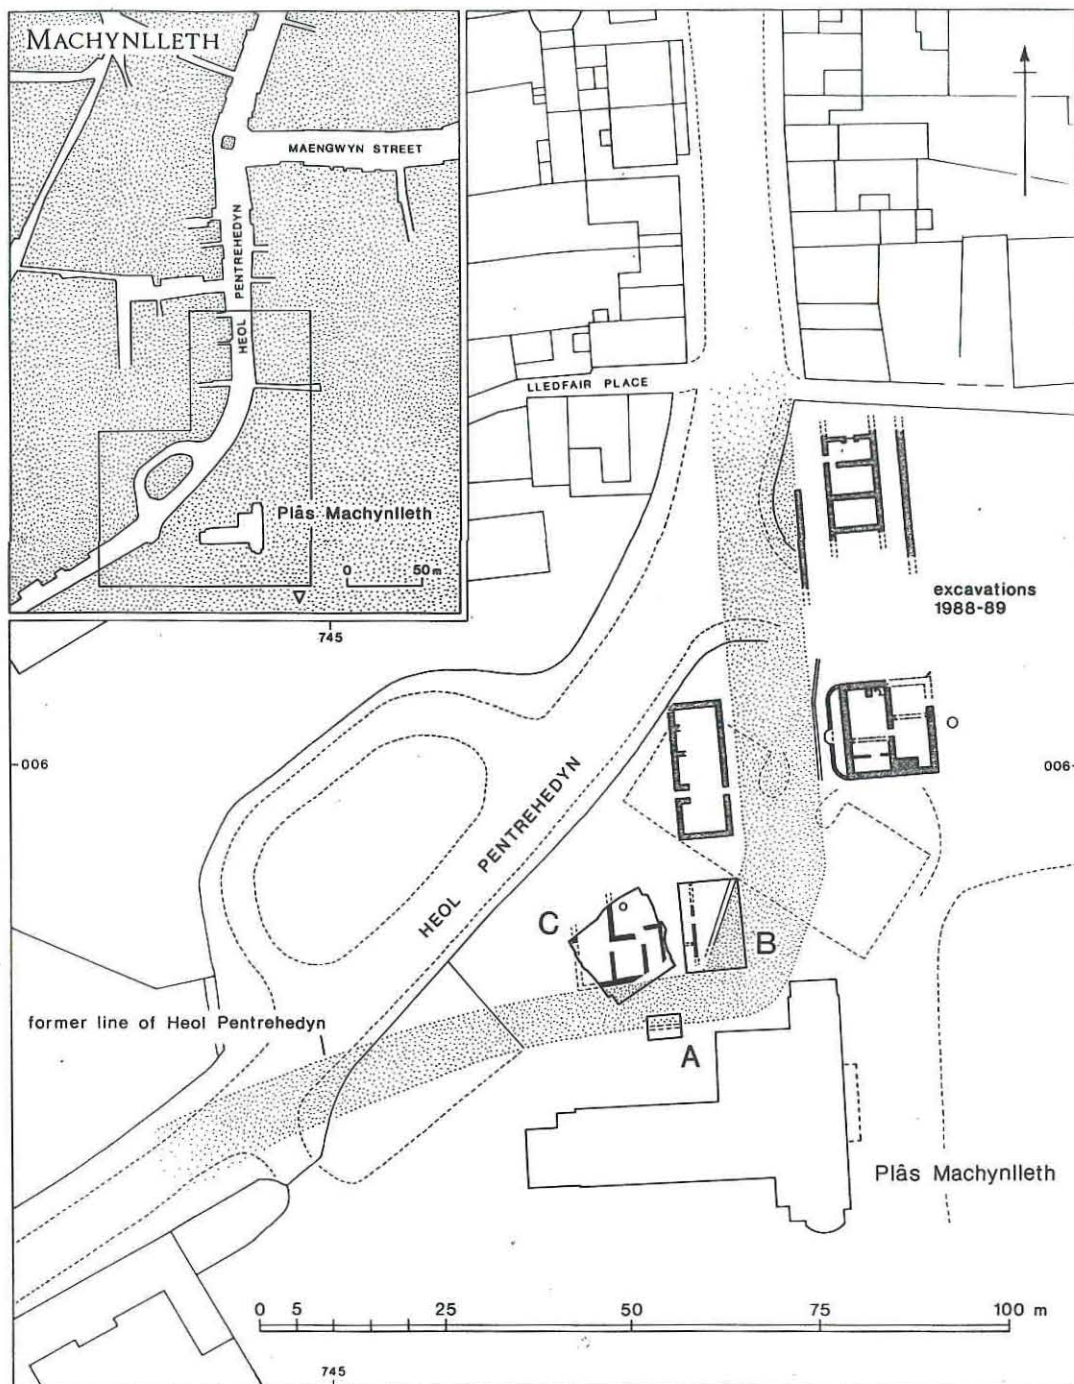 MACHYNLLETH
MAENGWYN STREET
HEOL PENTREHEDYN
Plâs Machynlleth
0 50m
745
LLEDFAIR PLACE
excavations
1988-89
006
006
HEOL PENTREHEDYN
C
B
former line of Heol Pentrehedyn
A
Plâs Machynlleth
0 5 25 50 75 100 m
745